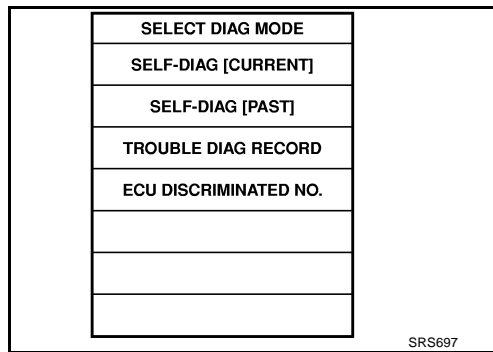 SELECT DIAG MODE
SELF-DIAG [CURRENT]
SELF-DIAG [PAST]
TROUBLE DIAG RECORD
ECU DISCRIMINATED NO.
SRS697